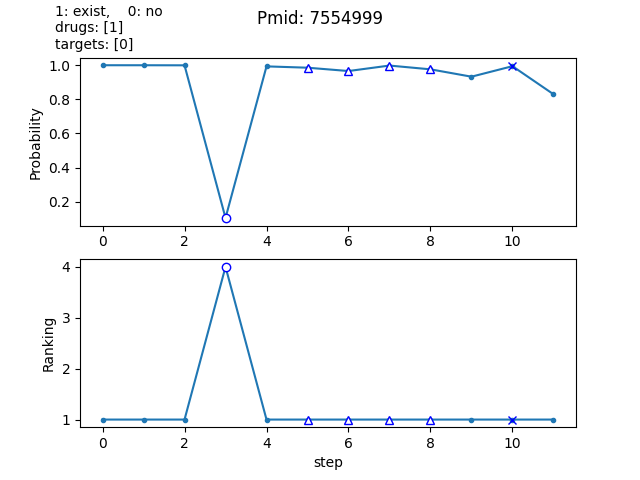 1: exist,    0: no
drugs: [1]
targets: [0]
Pmid: 7554999
Probability
1.0
0.8
0.6
0.4
0.2
0 2 4 6 8 10
Ranking
4
3
2
1
0 2 4 6 8 10
step